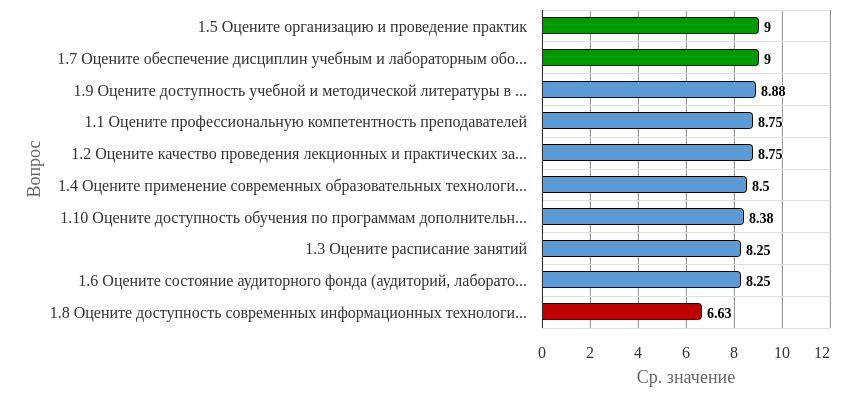 1.5 Оцените организацию и проведение практик 9
1.7 Оцените обеспечение дисциплин учебным и лабораторным обо... 9
1.9 Оцените доступность учебной и методической литературы в ... 8.88
1.1 Оцените профессиональную компетентность преподавателей 8.75
1.2 Оцените качество проведения лекционных и практических за... 8.75
1.4 Оцените применение современных образовательных технологи... 8.5
1.10 Оцените доступность обучения по программам дополнительн... 8.38
1.3 Оцените расписание занятий 8.25
1.6 Оцените состояние аудиторного фонда (аудиторий, лаборато... 8.25
1.8 Оцените доступность современных информационных технологи... 6.63
Вопрос
0 2 4 6 8 10 12
Ср. значение